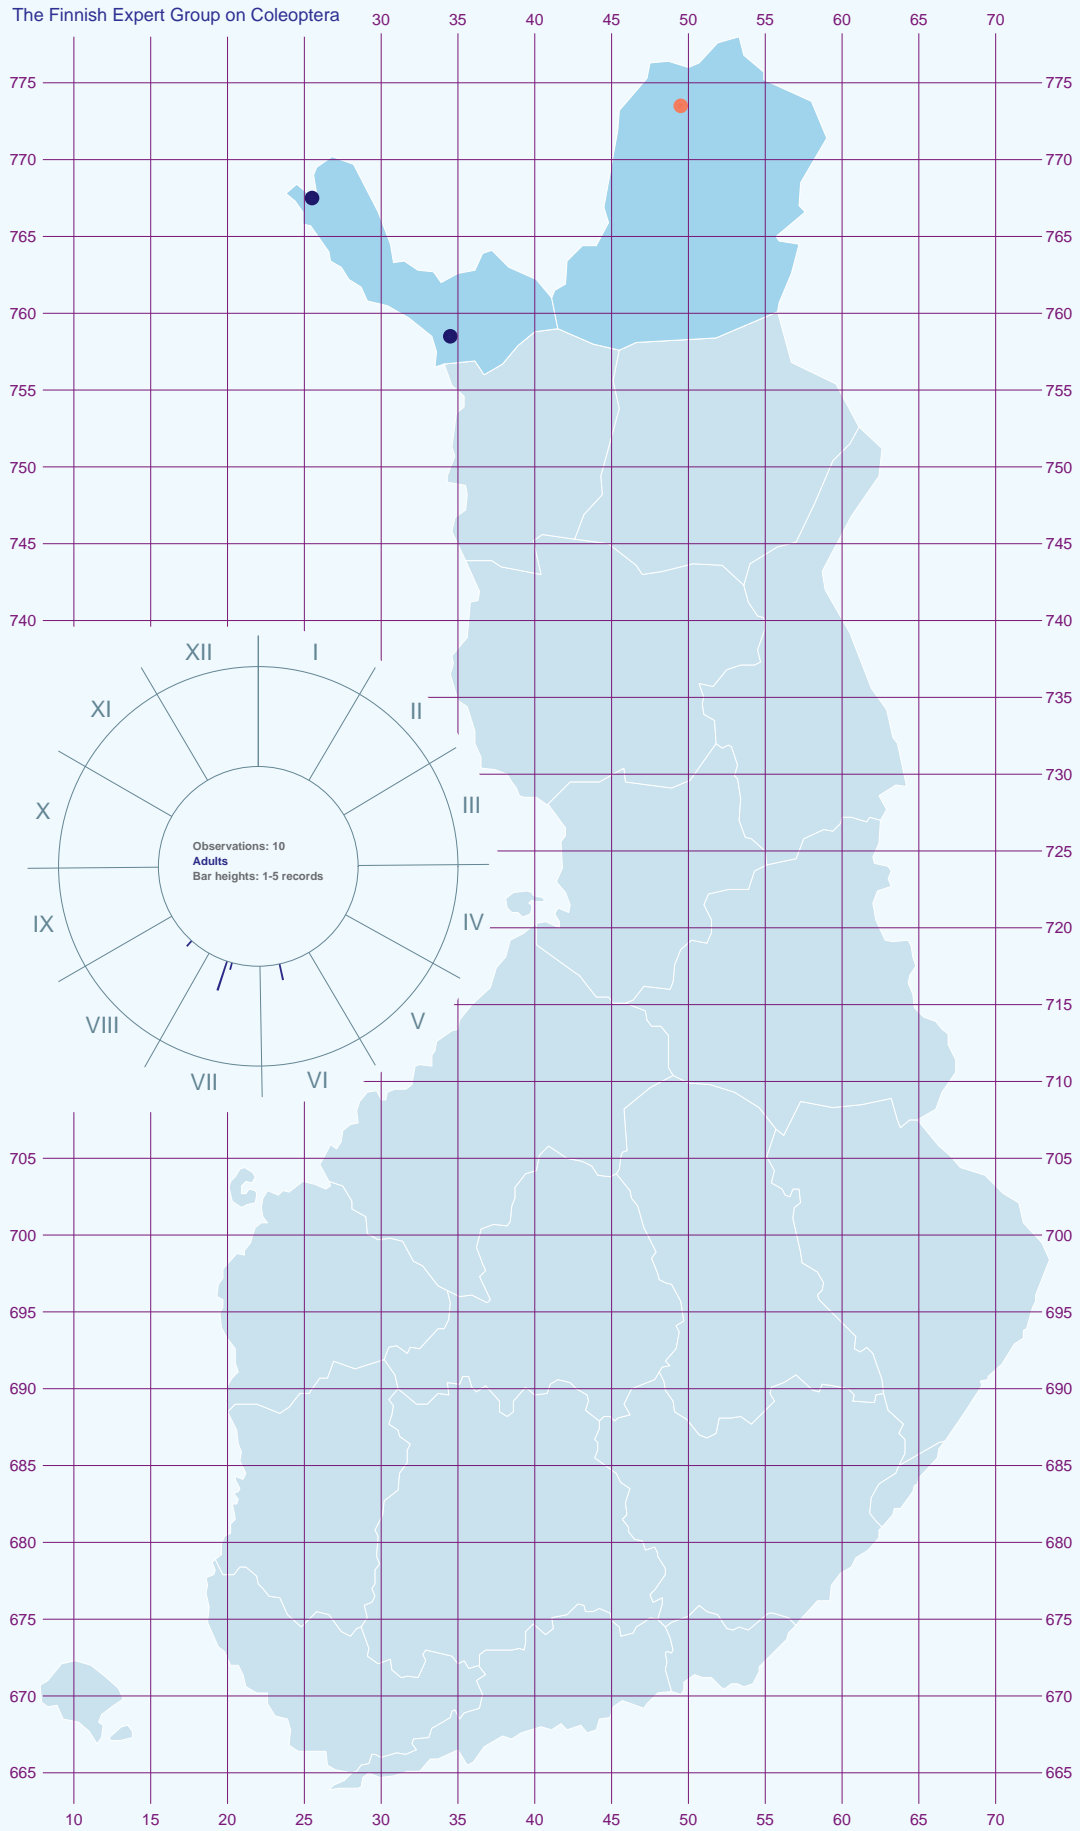 The Finnish Expert Group on Coleoptera
30 35 40 45 50 55 60 65 70
775 775
770 770
765 765
760 760
755 755
750 750
745 745
740 740
XII I
XI II
735
730
X III
725
Observations: 10
Adults
Bar heights: 1-5 records
IX IV
720
715
VIII V
VII VI
710
705 705
700 700
695 695
690 690
685 685
680 680
675 675
670 670
665 665
10 15 20 25 30 35 40 45 50 55 60 65 70